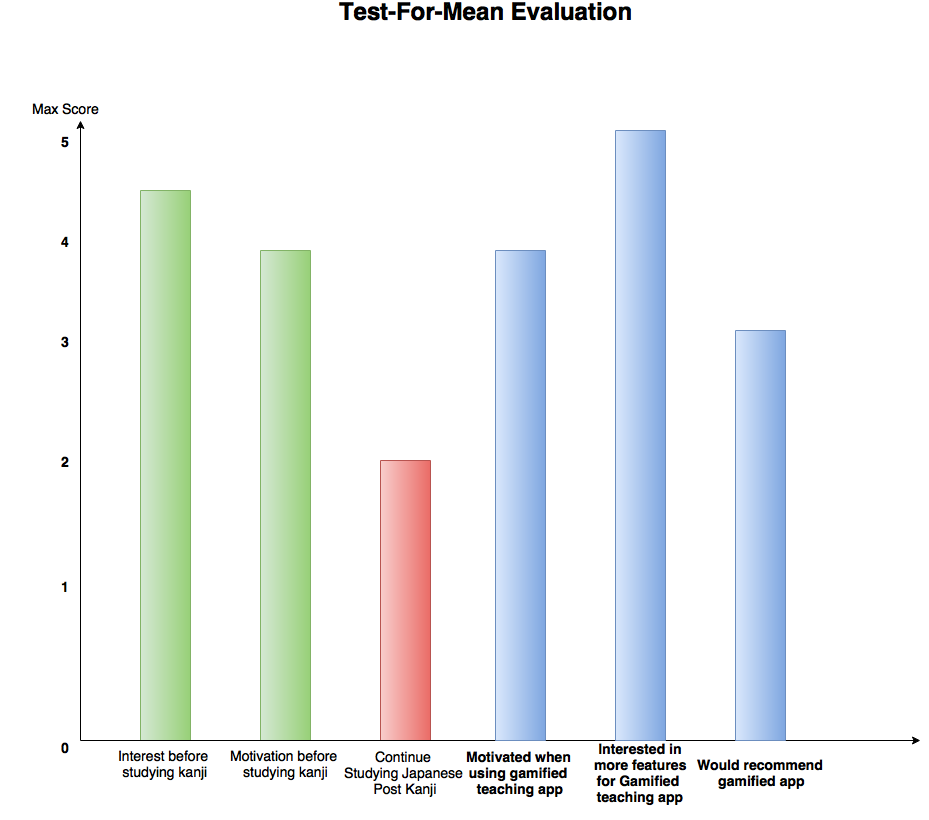 Test-For-Mean Evaluation
Max Score
5
4
3
2
1
0
Interest before
studying kanji
Motivation before
studying kanji
Continue
Studying Japanese
Post Kanji
Motivated when
using gamified
teaching app
Interested in
more features
for Gamified
teaching app
Would recommend
gamified app